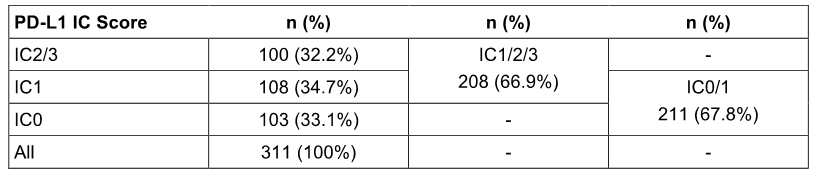 PD-L1 IC Score n (%) n (%) n (%)
IC2/3 100 (32.2%) IC1/2/3 -
IC1 108 (34.7%) 208 (66.9%) IC0/1
IC0 103 (33.1%) - 211 (67.8%)
All 311 (100%) - -